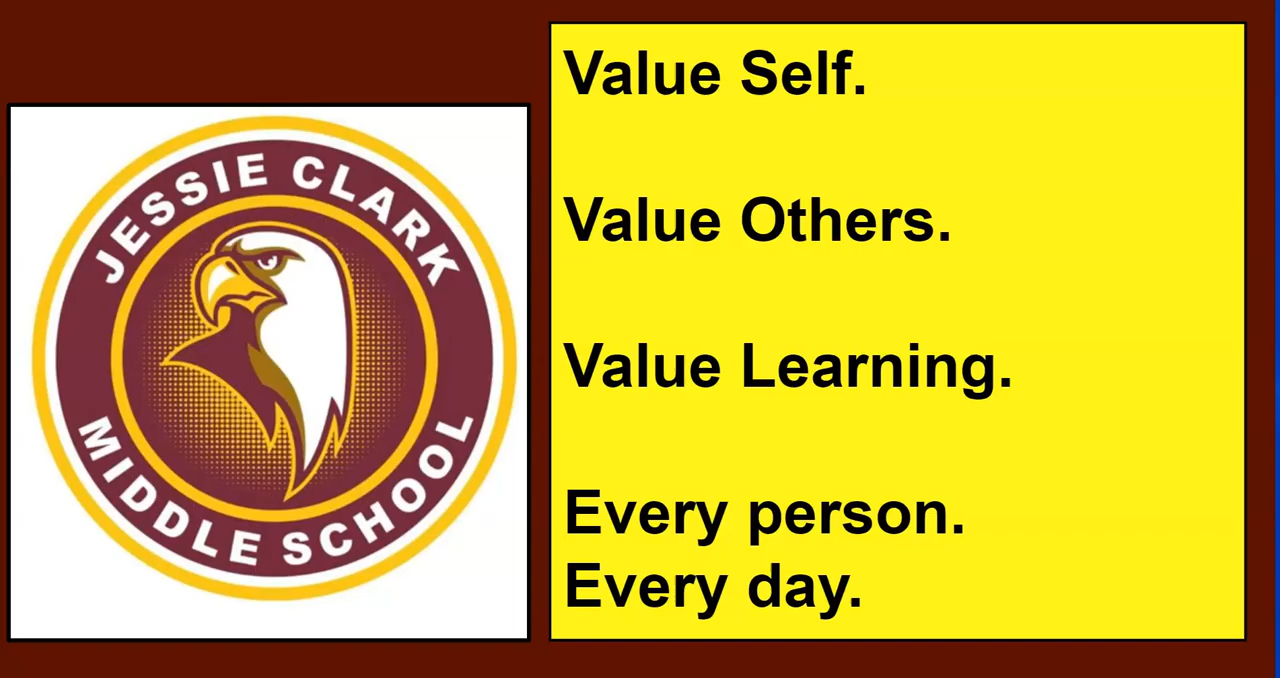 JESSIE CLARK
MIDDLE SCHOOL
Value Self.
Value Others.
Value Learning.
Every person.
Every day.